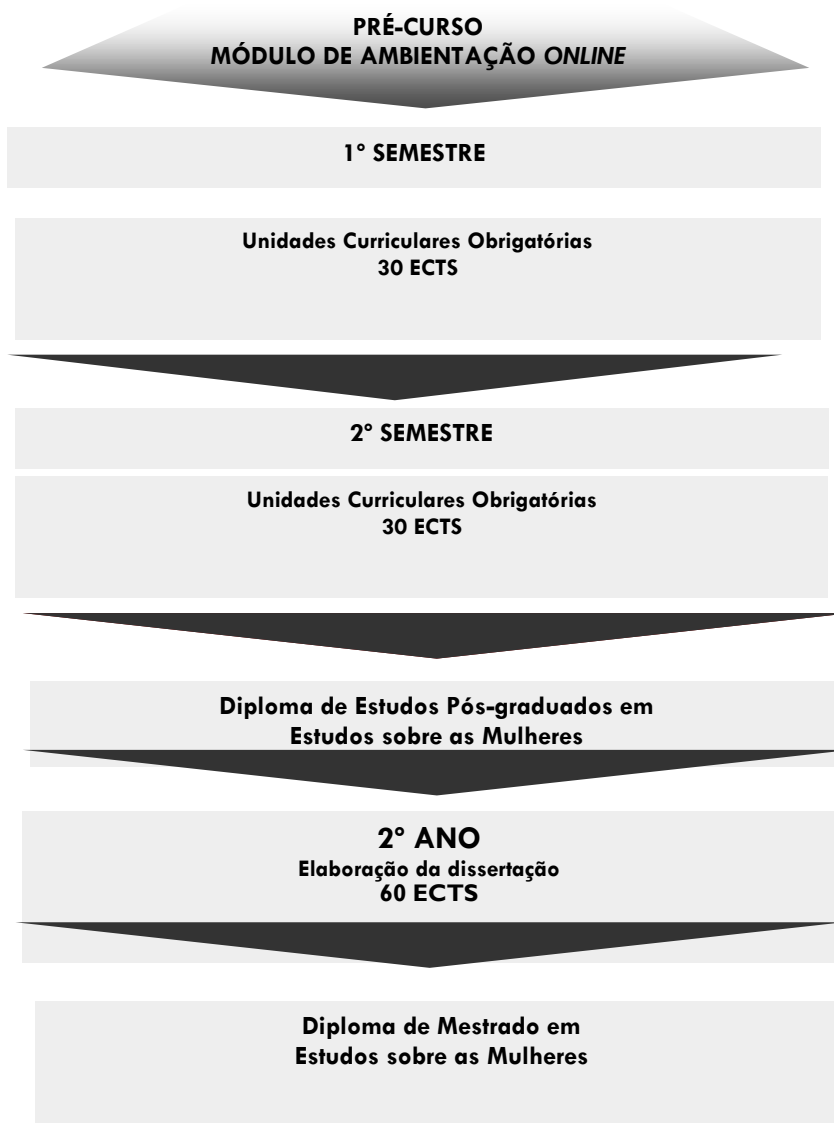 PRÉ-CURSO
MÓDULO DE AMBIENTAÇÃO ONLINE
1º SEMESTRE
Unidades Curriculares Obrigatórias
30 ECTS
2º SEMESTRE
Unidades Curriculares Obrigatórias
30 ECTS
Diploma de Estudos Pós-graduados em
Estudos sobre as Mulheres
2º ANO
Elaboração da dissertação
60 ECTS
Diploma de Mestrado em
Estudos sobre as Mulheres